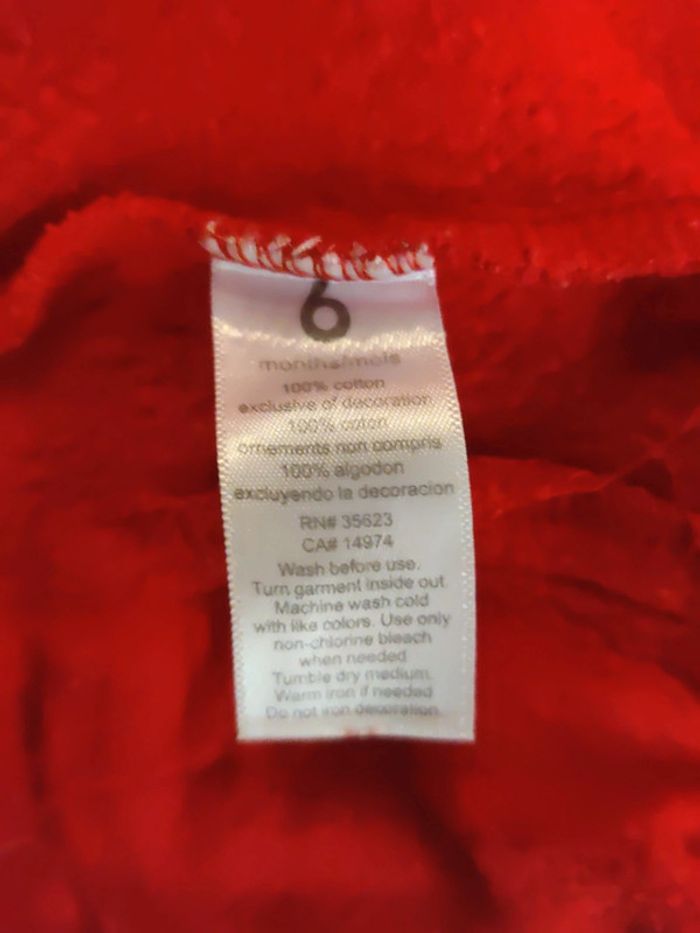 6
months/mois
100% cotton
exclusive of decoration
100% coton
ornements non compris
100% algodon
excluyendo la decoracion
RN# 35623
CA# 14974
Wash before use.
Turn garment inside out
Machine wash cold
with like colors. Use only
non-chlorine bleach
when needed
Tumble dry medium.
Warm iron if needed
Do not iron decoration.